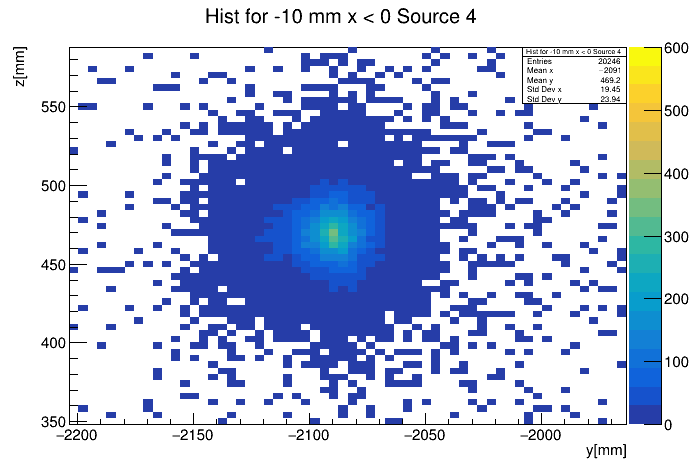 Hist for -10 mm x < 0 Source 4
z[mm]
Hist for -10 mm x < 0 Source 4
Entries 20246
Mean x −2091
Mean y 469.2
Std Dev x 19.45
Std Dev y 23.94
550
500
450
400
350
−2200 −2150 −2100 −2050 −2000
y[mm]
600
500
400
300
200
100
0